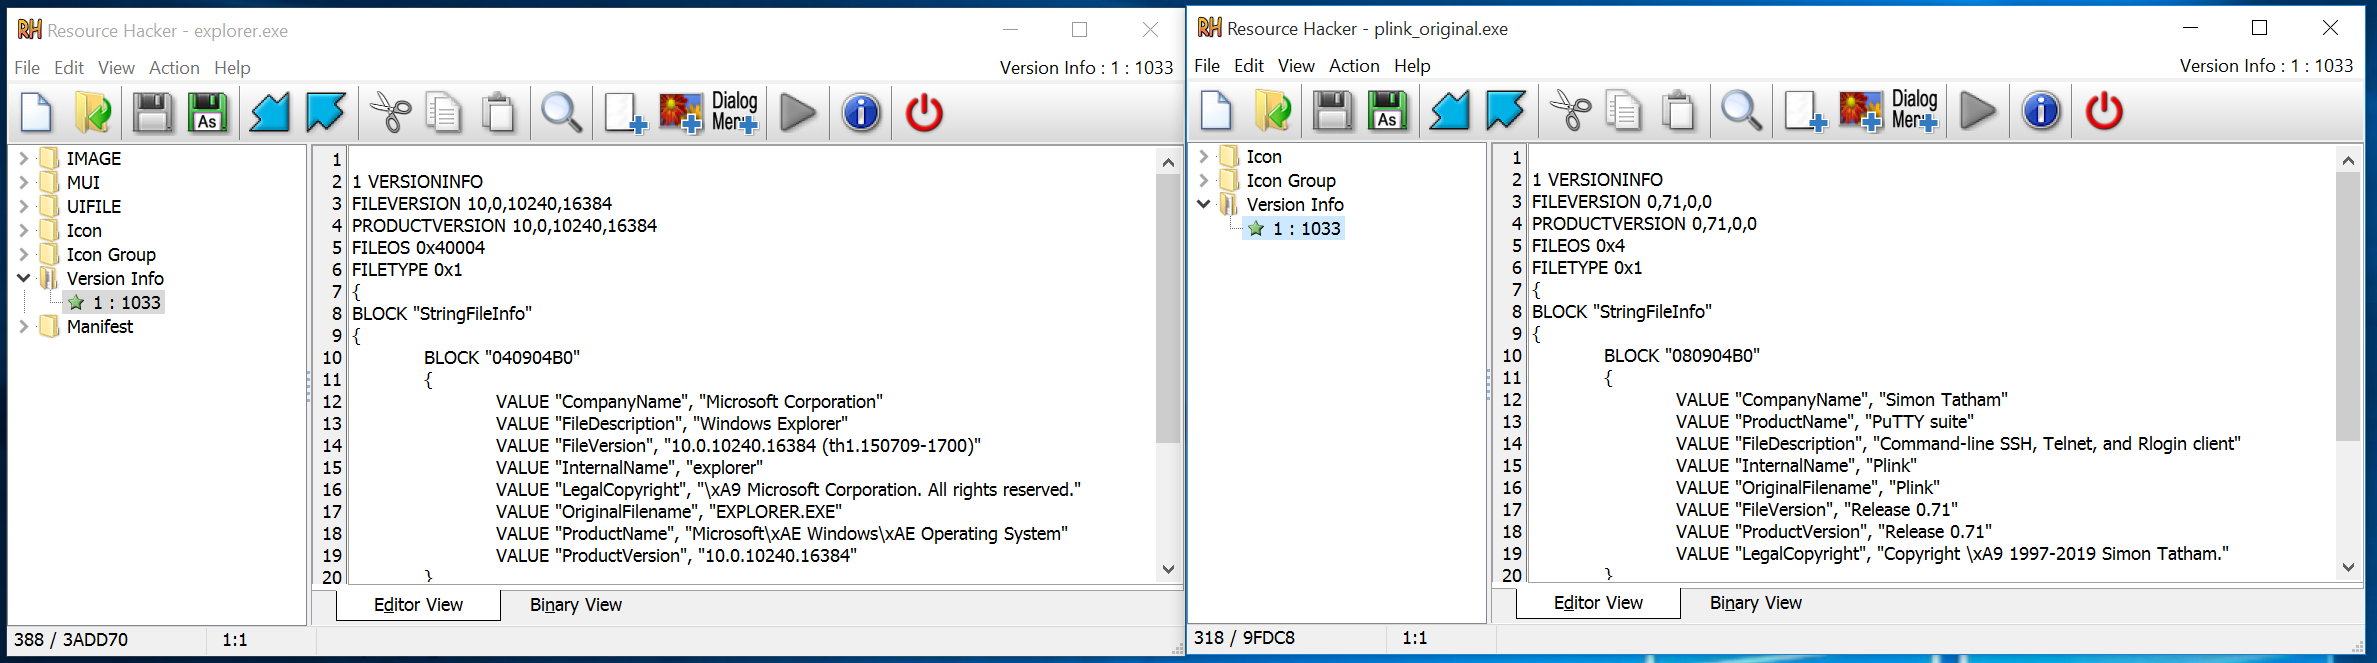 Resource Hacker - explorer.exe
File Edit View Action Help
Version Info : 1 : 1033
As
Dialog
Menu
IMAGE
MUI
UIFILE
Icon
Icon Group
Version Info
1 : 1033
Manifest
1
2 1 VERSIONINFO
3 FILEVERSION 10,0,10240,16384
4 PRODUCTVERSION 10,0,10240,16384
5 FILEOS 0x40004
6 FILETYPE 0x1
7 {
8 BLOCK "StringFileInfo"
9 {
10 BLOCK "040904B0"
11 {
12 VALUE "CompanyName", "Microsoft Corporation"
13 VALUE "FileDescription", "Windows Explorer"
14 VALUE "FileVersion", "10.0.10240.16384 (th1.150709-1700)"
15 VALUE "InternalName", "explorer"
16 VALUE "LegalCopyright", "\xA9 Microsoft Corporation. All rights reserved."
17 VALUE "OriginalFilename", "EXPLORER.EXE"
18 VALUE "ProductName", "Microsoft\xAE Windows\xAE Operating System"
19 VALUE "ProductVersion", "10.0.10240.16384"
20 }
Editor View Binary View
388 / 3ADD70 1:1
Resource Hacker - plink_original.exe
File Edit View Action Help
Version Info : 1 : 1033
As
Dialog
Menu
Icon
Icon Group
Version Info
1 : 1033
1
2 1 VERSIONINFO
3 FILEVERSION 0,71,0,0
4 PRODUCTVERSION 0,71,0,0
5 FILEOS 0x4
6 FILETYPE 0x1
7 {
8 BLOCK "StringFileInfo"
9 {
10 BLOCK "080904B0"
11 {
12 VALUE "CompanyName", "Simon Tatham"
13 VALUE "ProductName", "PuTTY suite"
14 VALUE "FileDescription", "Command-line SSH, Telnet, and Rlogin client"
15 VALUE "InternalName", "Plink"
16 VALUE "OriginalFilename", "Plink"
17 VALUE "FileVersion", "Release 0.71"
18 VALUE "ProductVersion", "Release 0.71"
19 VALUE "LegalCopyright", "Copyright \xA9 1997-2019 Simon Tatham."
20 }
Editor View Binary View
318 / 9FDC8 1:1